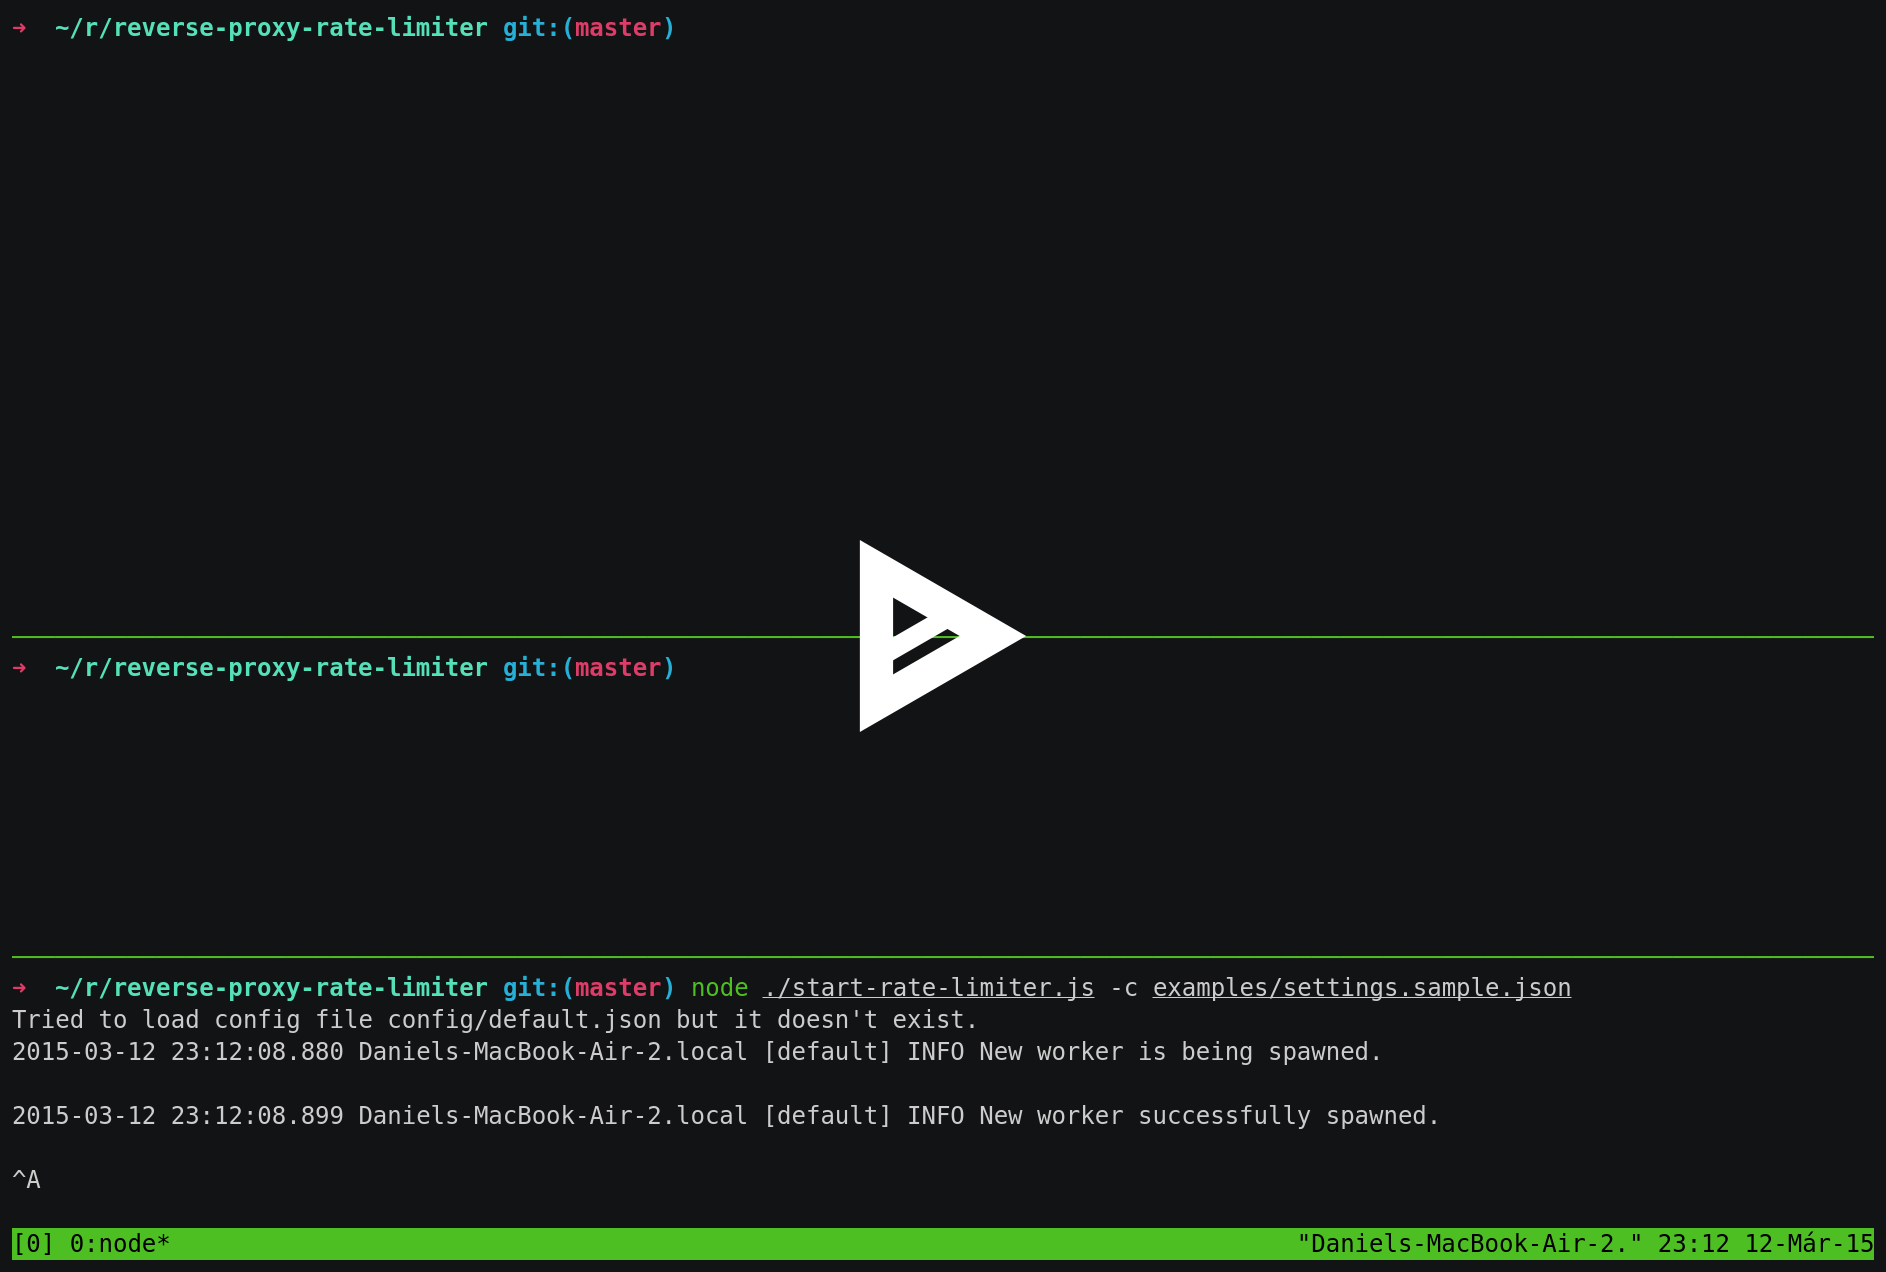 ➜  ~/r/reverse-proxy-rate-limiter git:(master)
➜  ~/r/reverse-proxy-rate-limiter git:(master)
➜  ~/r/reverse-proxy-rate-limiter git:(master) node ./start-rate-limiter.js -c examples/settings.sample.json
Tried to load config file config/default.json but it doesn't exist.
2015-03-12 23:12:08.880 Daniels-MacBook-Air-2.local [default] INFO New worker is being spawned.
2015-03-12 23:12:08.899 Daniels-MacBook-Air-2.local [default] INFO New worker successfully spawned.
^A
[0] 0:node* "Daniels-MacBook-Air-2." 23:12 12-Már-15